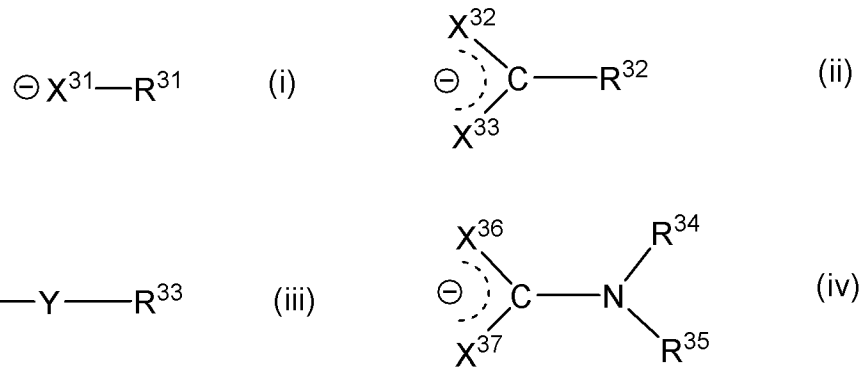 X32
⊖ X31—R31 (i) ⊖ C—R32 (ii)
X33
X36 R34
—Y—R33 (iii) ⊖ C—N (iv)
X37 R35